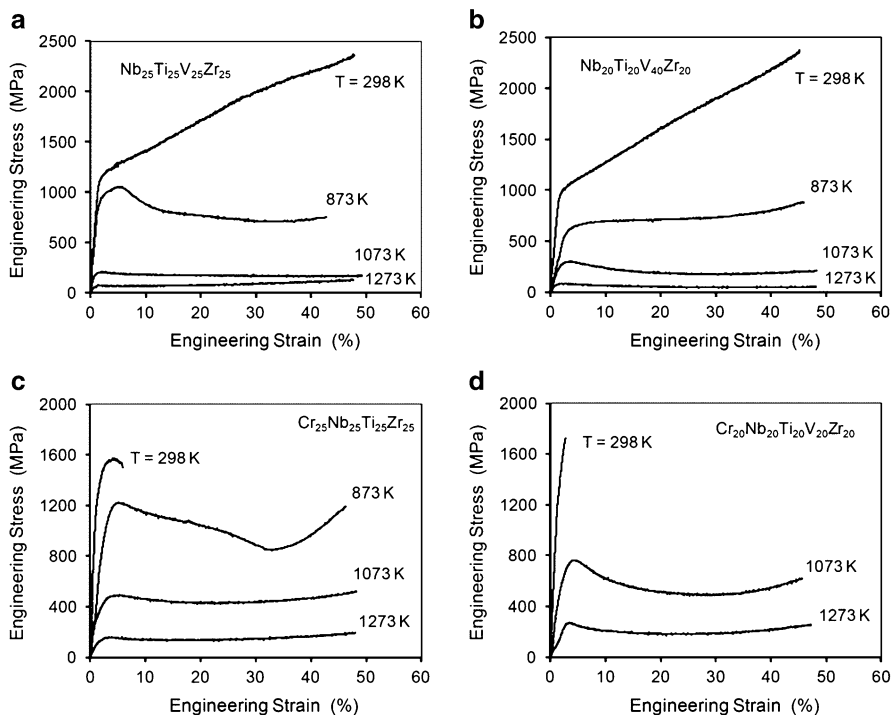 a
2500
2000
1500
1000
500
0
Engineering Stress (MPa)
Nb25Ti25V25Zr25
T = 298 K
873 K
1073 K
1273 K
0 10 20 30 40 50 60
Engineering Strain (%)
b
2500
2000
1500
1000
500
0
Engineering Stress (MPa)
Nb20Ti20V40Zr20
T = 298 K
873 K
1073 K
1273 K
0 10 20 30 40 50 60
Engineering Strain (%)
c
2000
1600
1200
800
400
0
Engineering Stress (MPa)
Cr25Nb25Ti25Zr25
T = 298 K
873 K
1073 K
1273 K
0 10 20 30 40 50 60
Engineering Strain (%)
d
2000
1600
1200
800
400
0
Engineering Stress (MPa)
Cr20Nb20Ti20V20Zr20
T = 298 K
1073 K
1273 K
0 10 20 30 40 50 60
Engineering Strain (%)